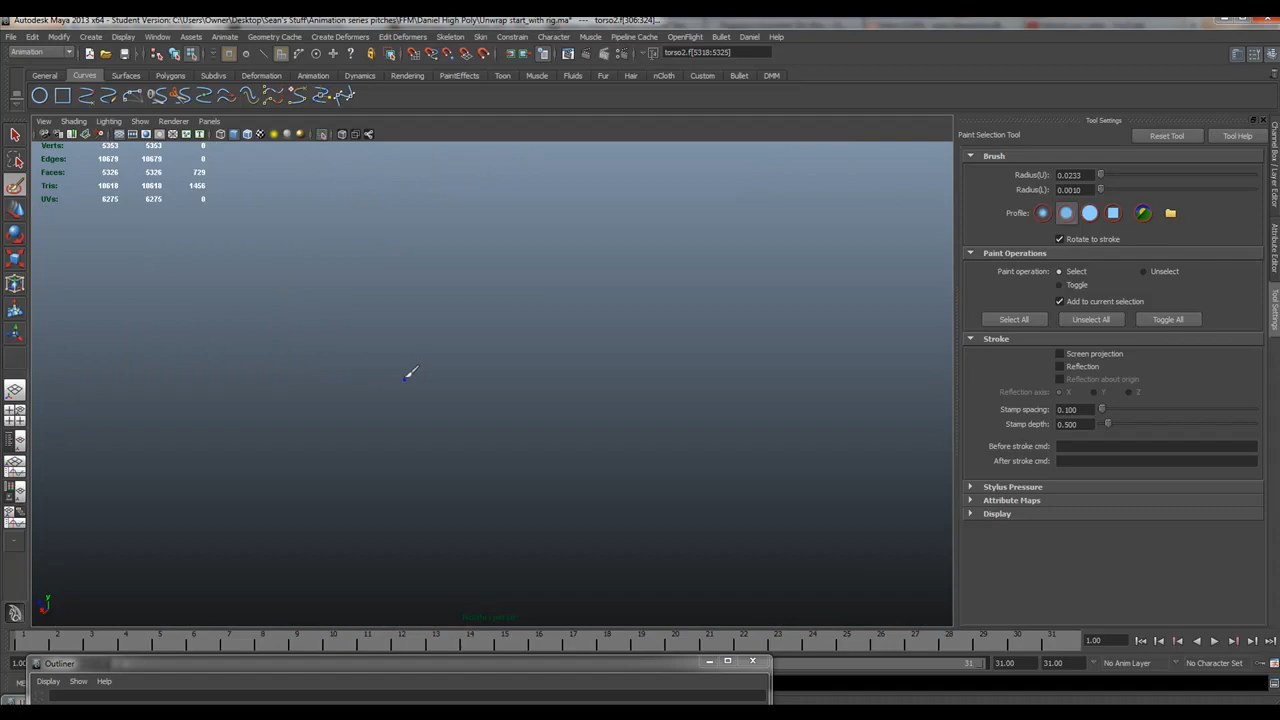 Autodesk Maya 2013 x64 - Student Version: C:\Users\Owner\Desktop\Sean's Stuff\Animation series pitches\FFM\Daniel High Poly\Unwrap start_with rig.ma* --- torso2.f[306:324]...
File Edit Modify Create Display Window Assets Animate Geometry Cache Create Deformers Edit Deformers Skeleton Skin Constrain Character Muscle Pipeline Cache OpenFlight Bullet Daniel Help
Animation torso2.f[5318:5325]
General Curves Surfaces Polygons Subdivs Deformation Animation Dynamics Rendering PaintEffects Toon Muscle Fluids Fur Hair nCloth Custom Bullet DMM
View Shading Lighting Show Renderer Panels
Tool Settings
Paint Selection Tool Reset Tool Tool Help
Verts: 5353 5353 0
Edges: 10679 10679 0
Faces: 5326 5326 729
Tris: 10618 10618 1456
UVs: 6275 6275 0
Brush
Radius(U): 0.0233
Radius(L): 0.0010
Profile:
Rotate to stroke
Paint Operations
Paint operation: Select Unselect
Toggle
Add to current selection
Select All Unselect All Toggle All
Stroke
Screen projection
Reflection
Reflection about origin
Reflection axis: X Y Z
Stamp spacing: 0.100
Stamp depth: 0.500
Before stroke cmd:
After stroke cmd:
Stylus Pressure
Attribute Maps
Display
Channel Box / Layer Editor
Attribute Editor
Tool Settings
y
1 2 3 4 5 6 7 8 9 10 11 12 13 14 15 16 17 18 19 20 21 22 23 24 25 26 27 28 29 30 31 1.00
1.00 31 31.00 31.00 No Anim Layer No Character Set
Outliner
Display Show Help